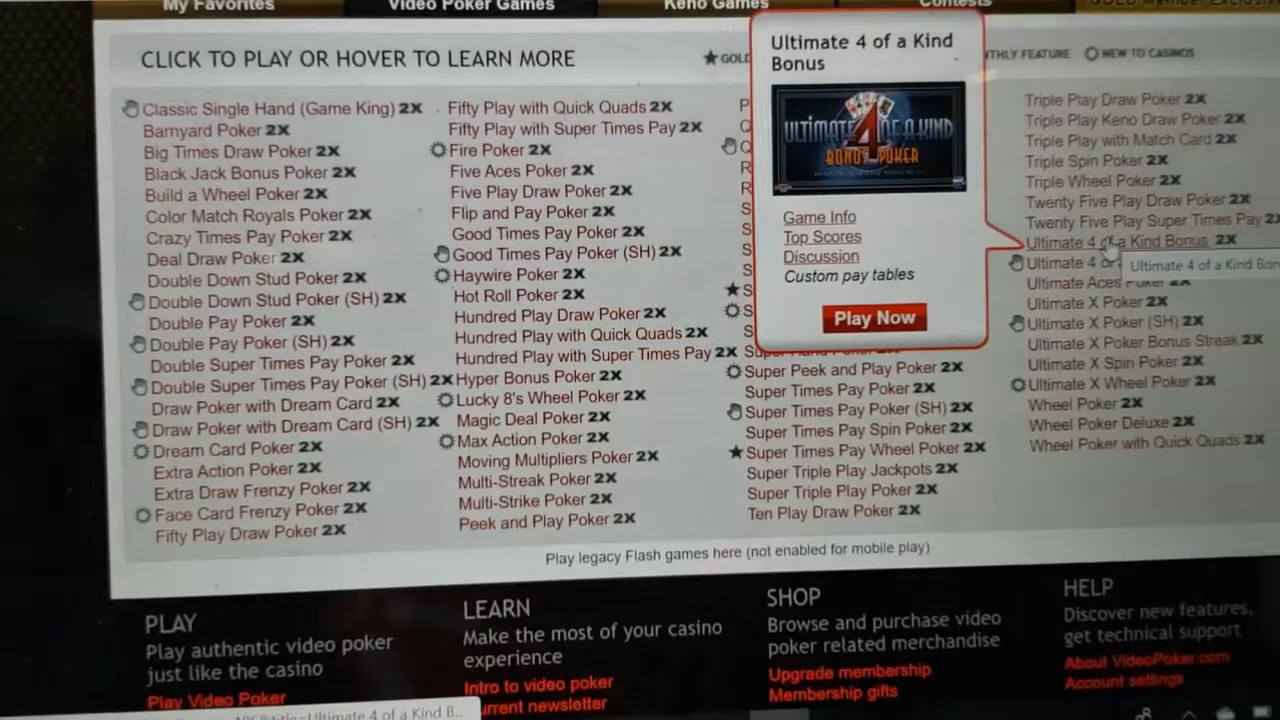 My Favorites
Video Poker Games
Keno Games
Contests
CLICK TO PLAY OR HOVER TO LEARN MORE
GOLD
THLY FEATURE
NEW TO CASINOS
Classic Single Hand (Game King) 2X
Barnyard Poker 2X
Big Times Draw Poker 2X
Black Jack Bonus Poker 2X
Build a Wheel Poker 2X
Color Match Royals Poker 2X
Crazy Times Pay Poker 2X
Deal Draw Poker 2X
Double Down Stud Poker 2X
Double Down Stud Poker (SH) 2X
Double Pay Poker 2X
Double Pay Poker (SH) 2X
Double Super Times Pay Poker 2X
Double Super Times Pay Poker (SH) 2X
Draw Poker with Dream Card 2X
Draw Poker with Dream Card (SH) 2X
Dream Card Poker 2X
Extra Action Poker 2X
Extra Draw Frenzy Poker 2X
Face Card Frenzy Poker 2X
Fifty Play Draw Poker 2X
Fifty Play with Quick Quads 2X
Fifty Play with Super Times Pay 2X
Fire Poker 2X
Five Aces Poker 2X
Five Play Draw Poker 2X
Flip and Pay Poker 2X
Good Times Pay Poker 2X
Good Times Pay Poker (SH) 2X
Haywire Poker 2X
Hot Roll Poker 2X
Hundred Play Draw Poker 2X
Hundred Play with Quick Quads 2X
Hundred Play with Super Times Pay 2X
Hyper Bonus Poker 2X
Lucky 8's Wheel Poker 2X
Magic Deal Poker 2X
Max Action Poker 2X
Moving Multipliers Poker 2X
Multi-Streak Poker 2X
Multi-Strike Poker 2X
Peek and Play Poker 2X
Ultimate 4 of a Kind
Bonus
ULTIMATE 4 OF A KIND
BONUS POKER
Game Info
Top Scores
Discussion
Custom pay tables
Play Now
Super Peek and Play Poker 2X
Super Times Pay Poker 2X
Super Times Pay Poker (SH) 2X
Super Times Pay Spin Poker 2X
Super Times Pay Wheel Poker 2X
Super Triple Play Jackpots 2X
Super Triple Play Poker 2X
Ten Play Draw Poker 2X
Triple Play Draw Poker 2X
Triple Play Keno Draw Poker 2X
Triple Play with Match Card 2X
Triple Spin Poker 2X
Triple Wheel Poker 2X
Twenty Five Play Draw Poker 2X
Twenty Five Play Super Times Pay 2X
Ultimate 4 of a Kind Bonus 2X
Ultimate 4 of
Ultimate 4 of a Kind Bon
Ultimate Aces Poker 2X
Ultimate X Poker 2X
Ultimate X Poker (SH) 2X
Ultimate X Poker Bonus Streak 2X
Ultimate X Spin Poker 2X
Ultimate X Wheel Poker 2X
Wheel Poker 2X
Wheel Poker Deluxe 2X
Wheel Poker with Quick Quads 2X
Play legacy Flash games here (not enabled for mobile play)
PLAY
Play authentic video poker
just like the casino
Play Video Poker
LEARN
Make the most of your casino
experience
Intro to video poker
urrent newsletter
SHOP
Browse and purchase video
poker related merchandise
Upgrade membership
Membership gifts
HELP
Discover new features,
get technical support
About VideoPoker.com
Account settings